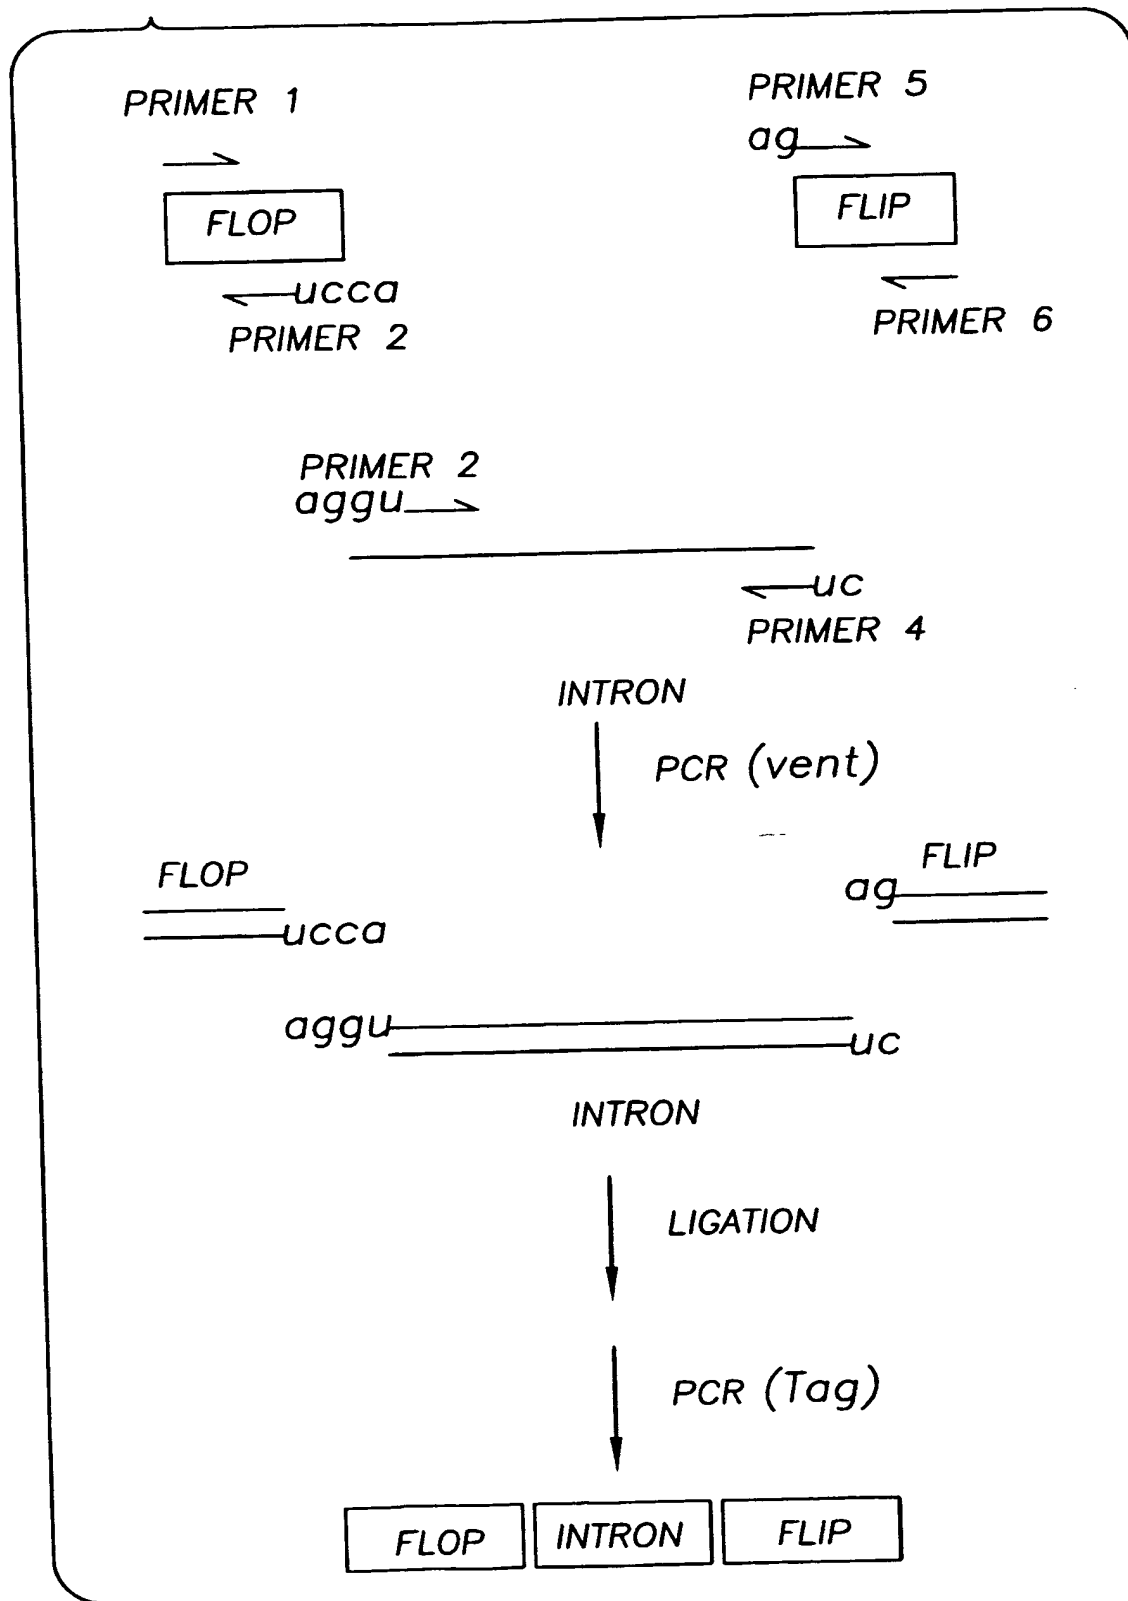 PRIMER 1
PRIMER 5
ag
FLOP
FLIP
ucca
PRIMER 2
PRIMER 6
PRIMER 2
aggu
uc
PRIMER 4
INTRON
PCR (vent)
FLOP
FLIP
ag
ucca
aggu
uc
INTRON
LIGATION
PCR (Tag)
FLOP INTRON FLIP